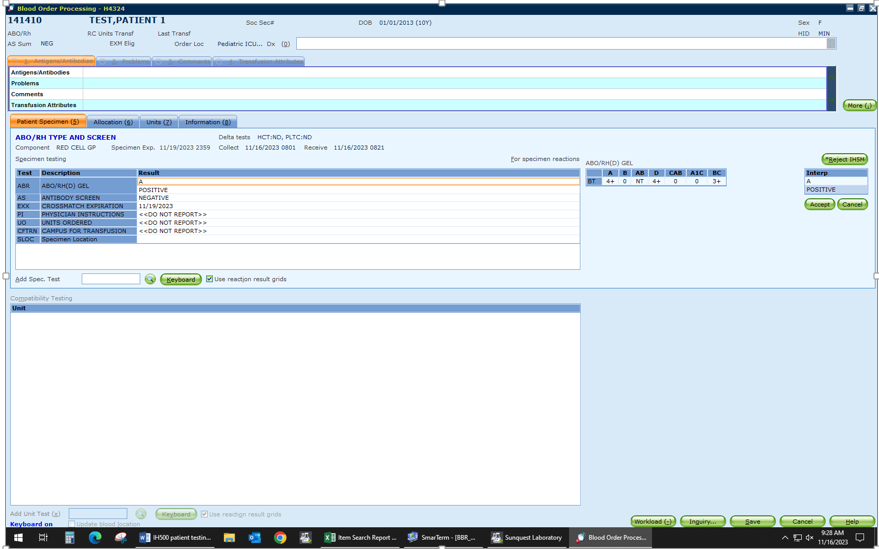 Blood Order Processing - H4324
141410 TEST,PATIENT 1 Soc Sec# DOB 01/01/2013 (10Y) Sex F
ABO/Rh RC Units Transf Last Transf HID MIN
AS Sum NEG EXM Elig Order Loc Pediatric ICU... Dx (0)
1. Antigens/Antibodies 2. Problems 3. Comments 4. Transfusion Attributes
Antigens/Antibodies
Problems
Comments
Transfusion Attributes
More (.)
Patient Specimen (5) Allocation (6) Units (7) Information (8)
ABO/RH TYPE AND SCREEN Delta tests HCT:ND, PLTC:ND
Component RED CELL GP Specimen Exp. 11/19/2023 2359 Collect 11/16/2023 0801 Receive 11/16/2023 0821
Specimen testing For specimen reactions
ABO/RH(D) GEL *Reject IH5M
Test Description Result
ABR ABO/RH(D) GEL A
POSITIVE
AS ANTIBODY SCREEN NEGATIVE
EXX CROSSMATCH EXPIRATION 11/19/2023
PI PHYSICIAN INSTRUCTIONS <<DO NOT REPORT>>
UO UNITS ORDERED <<DO NOT REPORT>>
CFTRN CAMPUS FOR TRANSFUSION <<DO NOT REPORT>>
SLOC Specimen Location
A B AB D CAB A1C BC
BT 4+ 0 NT 4+ 0 0 3+
Interp
A
POSITIVE
Accept Cancel
Add Spec. Test Keyboard Use reaction result grids
Compatibility Testing
Unit
Add Unit Test (x) Keyboard Use reaction result grids
Keyboard on Update blood location
Workload (-) Inquiry... Save Cancel Help
IH500 patient testin... Item Search Report ... SmarTerm - [BBR_... Sunquest Laboratory Blood Order Proces...
9:28 AM
11/16/2023